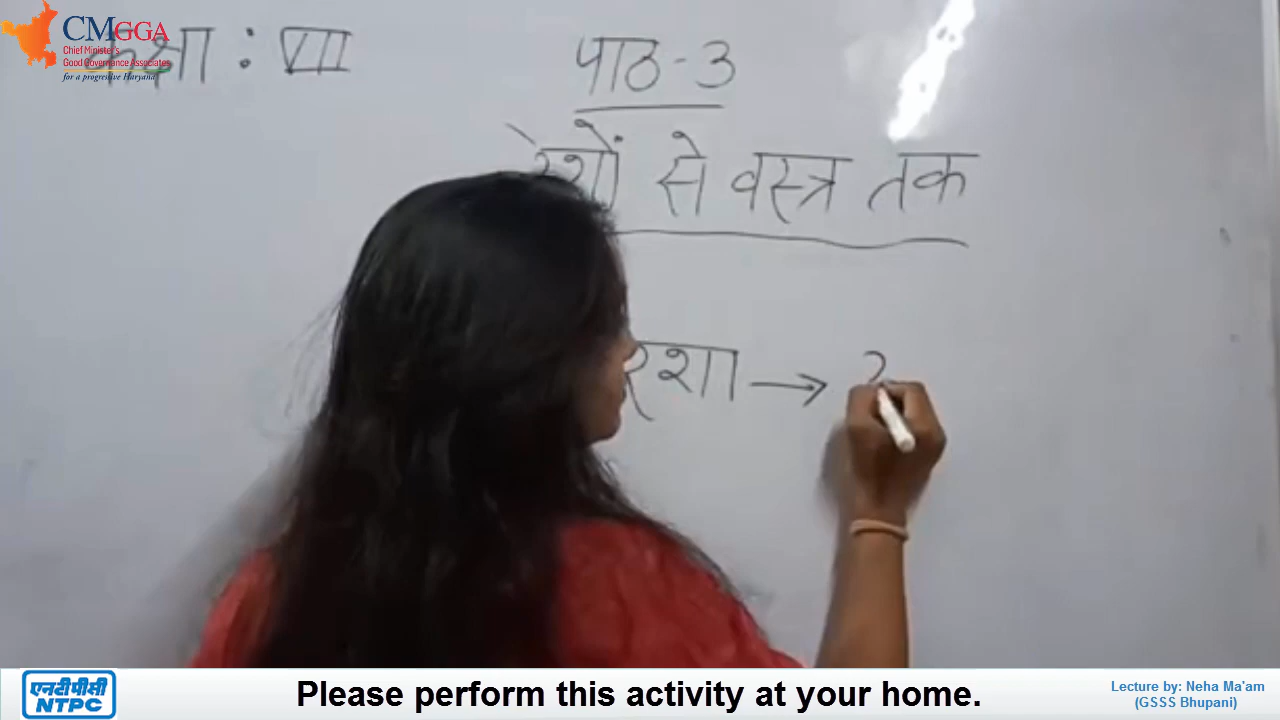 CMGGA
Chief Minister's
Good Governance Associates
for a progressive Haryana
कक्षा : VII
पाठ - 3
रेशों से वस्त्र तक
रेशा →
एनटीपीसी
NTPC
Please perform this activity at your home.
Lecture by: Neha Ma'am
(GSSS Bhupani)